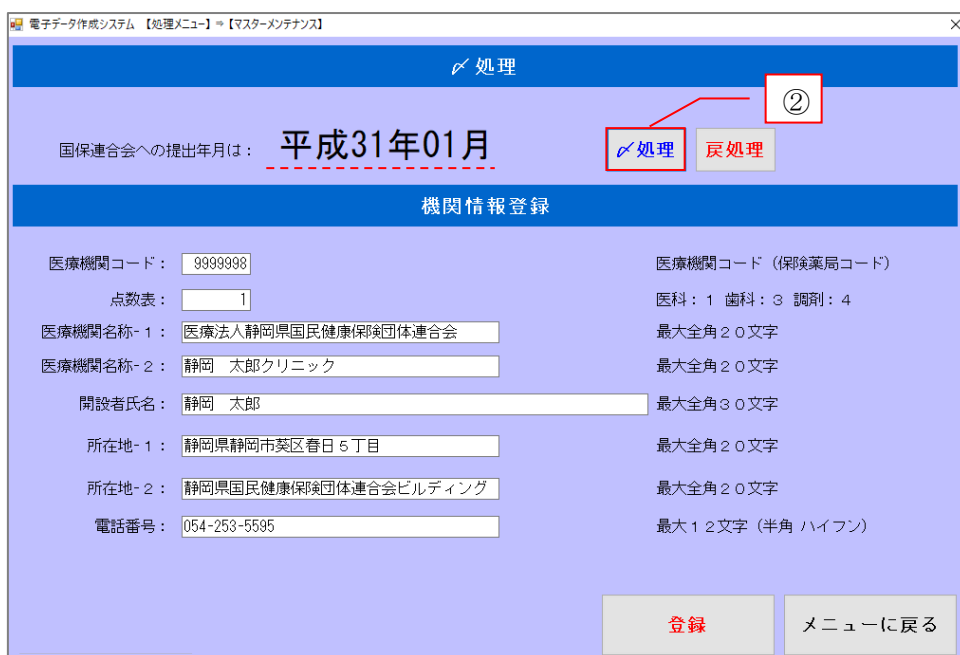 電子データ作成システム 【処理メニュー】⇒【マスターメンテナンス】
〆処理
②
国保連合会への提出年月は： 平成31年01月 〆処理 戻処理
機関情報登録
医療機関コード： 9999998 医療機関コード（保険薬局コード）
点数表： 1 医科：１ 歯科：３ 調剤：４
医療機関名称-１： 医療法人静岡県国民健康保険団体連合会 最大全角２０文字
医療機関名称-２： 静岡　太郎クリニック 最大全角２０文字
開設者氏名： 静岡　太郎 最大全角３０文字
所在地-１： 静岡県静岡市葵区春日５丁目 最大全角２０文字
所在地-２： 静岡県国民健康保険団体連合会ビルディング 最大全角２０文字
電話番号： 054-253-5595 最大１２文字（半角 ハイフン）
登録 メニューに戻る